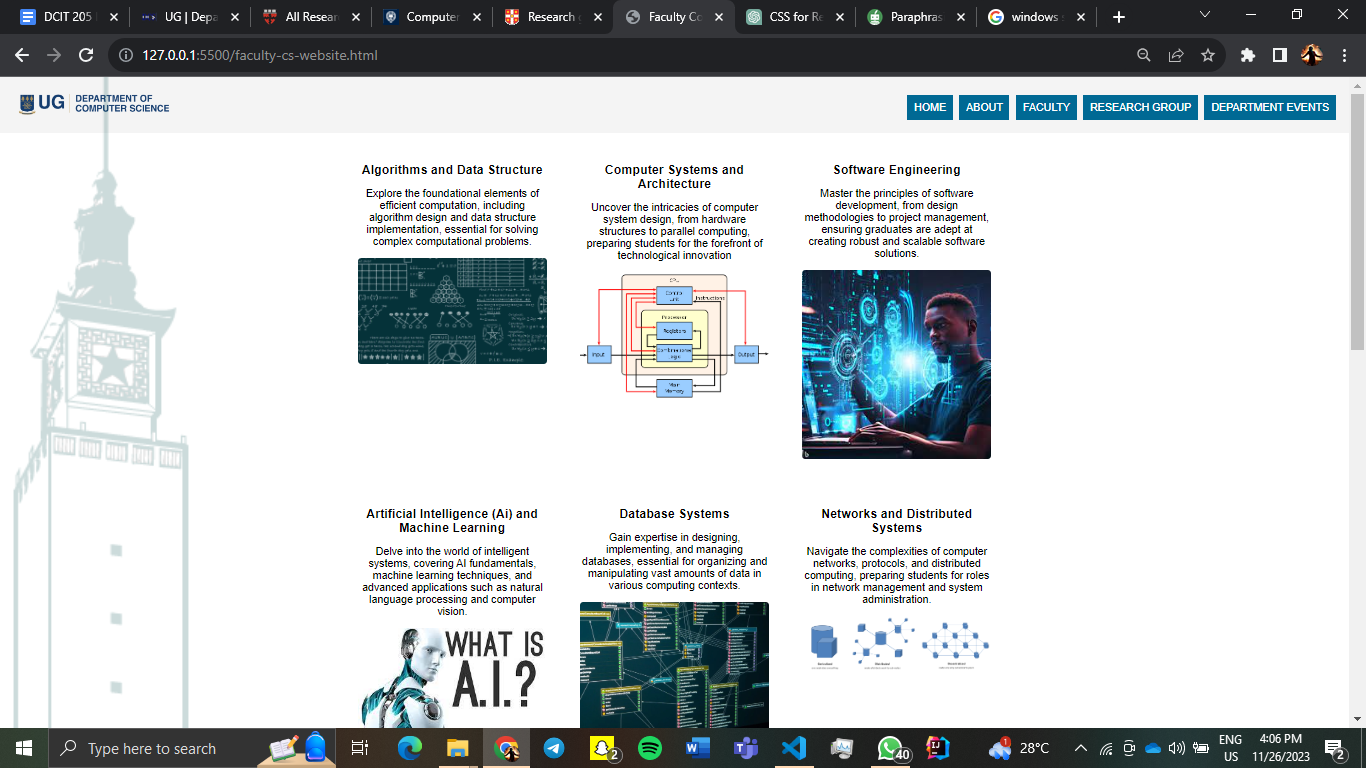 DCIT 205
UG | Depa
All Resear
Computer
Research
Faculty Co
CSS for Re
Paraphras
windows
127.0.0.1:5500/faculty-cs-website.html
UG
DEPARTMENT OF
COMPUTER SCIENCE
HOME
ABOUT
FACULTY
RESEARCH GROUP
DEPARTMENT EVENTS
Algorithms and Data Structure
Explore the foundational elements of
efficient computation, including
algorithm design and data structure
implementation, essential for solving
complex computational problems.
Computer Systems and
Architecture
Uncover the intricacies of computer
system design, from hardware
structures to parallel computing,
preparing students for the forefront of
technological innovation
CPU
Control
Unit
Instructions
Processor
Registers
Combinational
Logic
Input
Output
Main
Memory
Software Engineering
Master the principles of software
development, from design
methodologies to project management,
ensuring graduates are adept at
creating robust and scalable software
solutions.
Artificial Intelligence (Ai) and
Machine Learning
Delve into the world of intelligent
systems, covering AI fundamentals,
machine learning techniques, and
advanced applications such as natural
language processing and computer
vision.
WHAT IS
A.I.?
Database Systems
Gain expertise in designing,
implementing, and managing
databases, essential for organizing and
manipulating vast amounts of data in
various computing contexts.
Networks and Distributed
Systems
Navigate the complexities of computer
networks, protocols, and distributed
computing, preparing students for roles
in network management and system
administration.
Type here to search
2
40
1
28°C
ENG
US
4:06 PM
11/26/2023
2